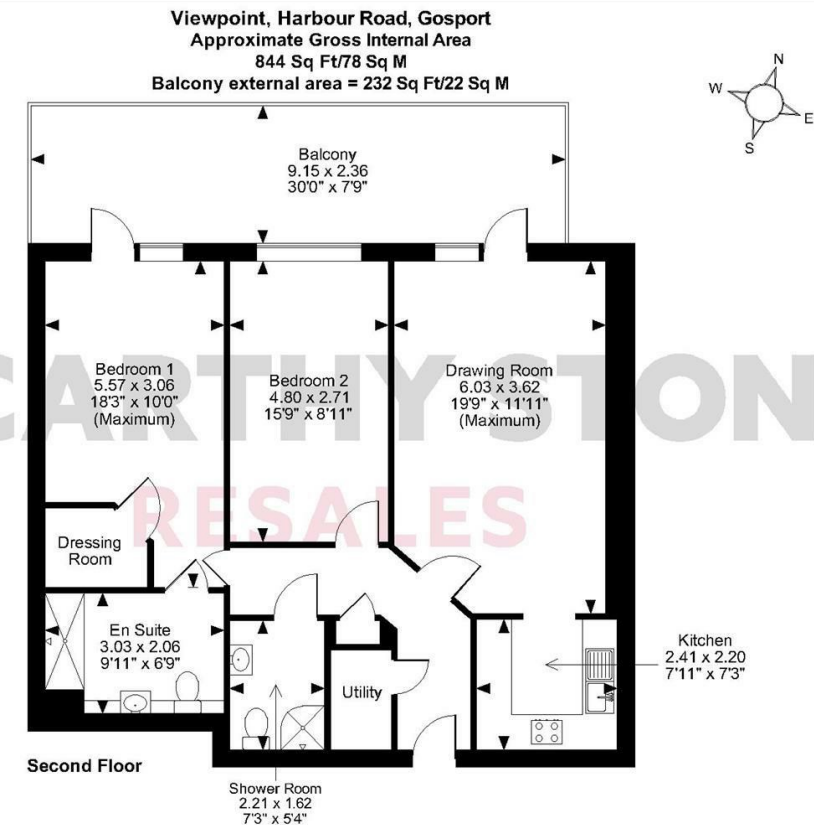 Viewpoint, Harbour Road, Gosport
Approximate Gross Internal Area
844 Sq Ft/78 Sq M
Balcony external area = 232 Sq Ft/22 Sq M
N
W
E
S
Balcony
9.15 x 2.36
30'0" x 7'9"
Bedroom 1
5.57 x 3.06
18'3" x 10'0"
(Maximum)
Bedroom 2
4.80 x 2.71
15'9" x 8'11"
Drawing Room
6.03 x 3.62
19'9" x 11'11"
(Maximum)
CARTHY STON
RESALES
Dressing
Room
En Suite
3.03 x 2.06
9'11" x 6'9"
Utility
Kitchen
2.41 x 2.20
7'11" x 7'3"
Second Floor
Shower Room
2.21 x 1.62
7'3" x 5'4"